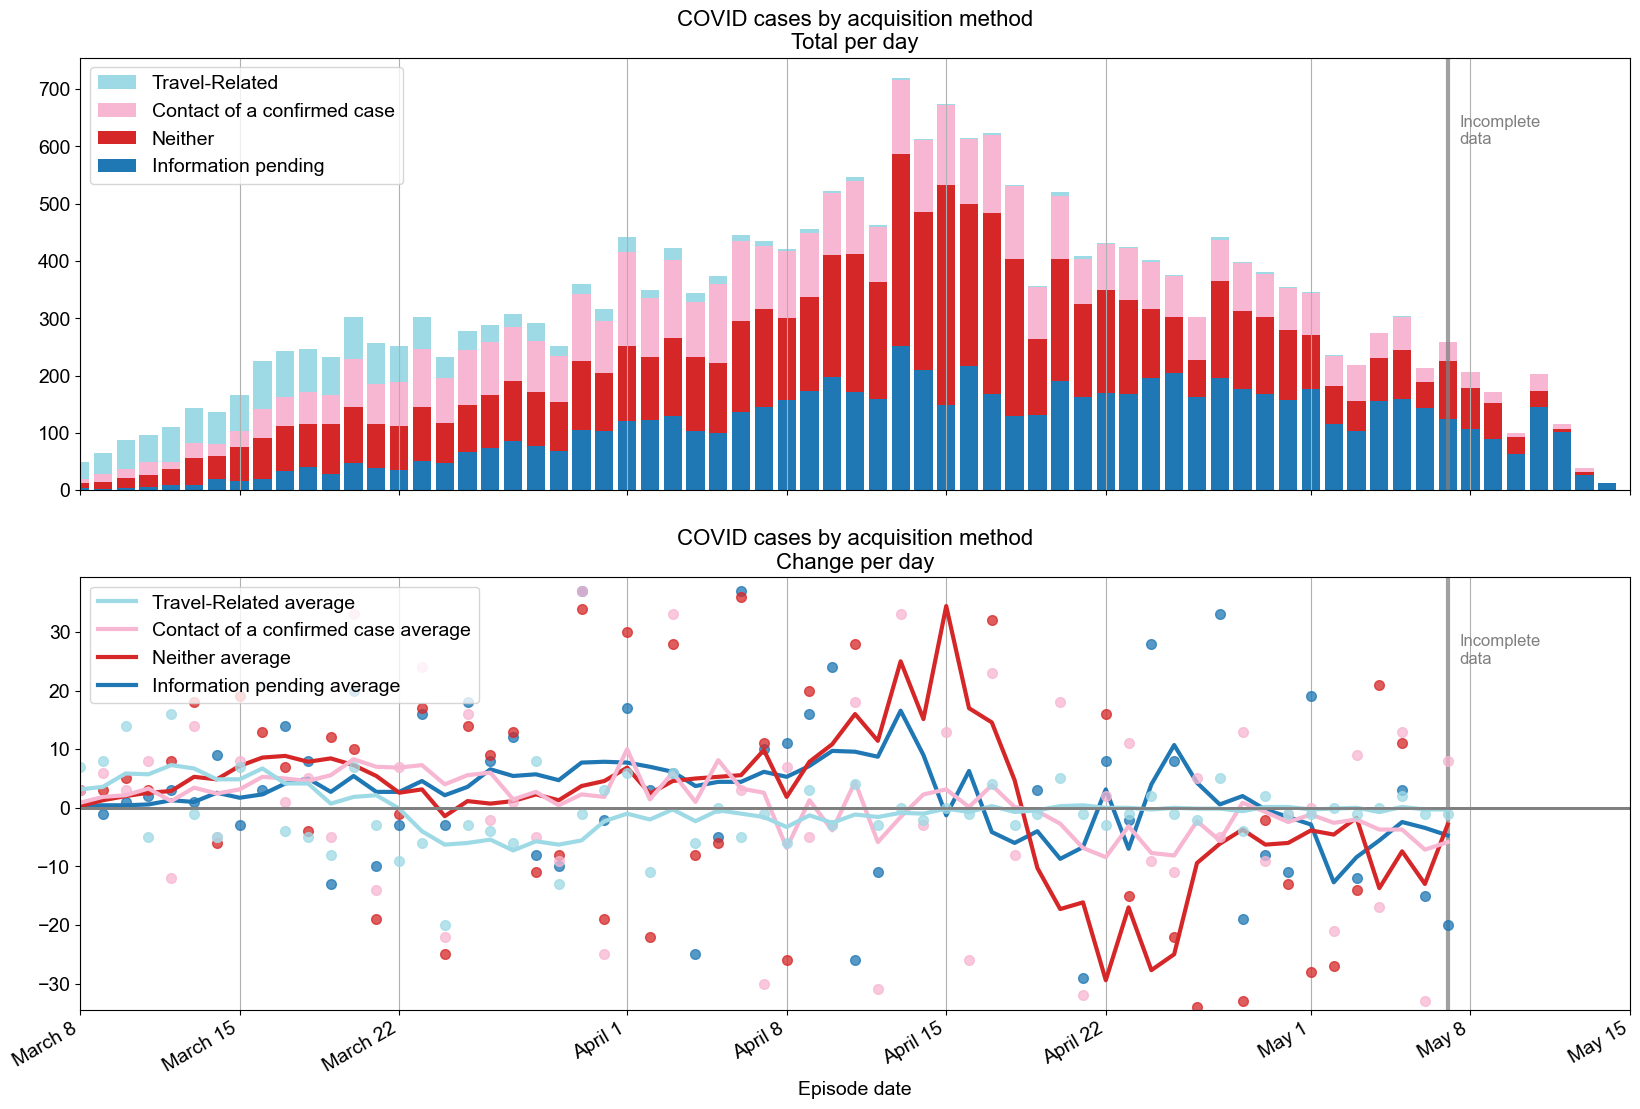 COVID cases by acquisition method
Total per day
Travel-Related
Contact of a confirmed case
Neither
Information pending
Incomplete
data
700
600
500
400
300
200
100
0
COVID cases by acquisition method
Change per day
Travel-Related average
Contact of a confirmed case average
Neither average
Information pending average
Incomplete
data
30
20
10
0
−10
−20
−30
March 8
March 15
March 22
April 1
April 8
April 15
April 22
May 1
May 8
May 15
Episode date